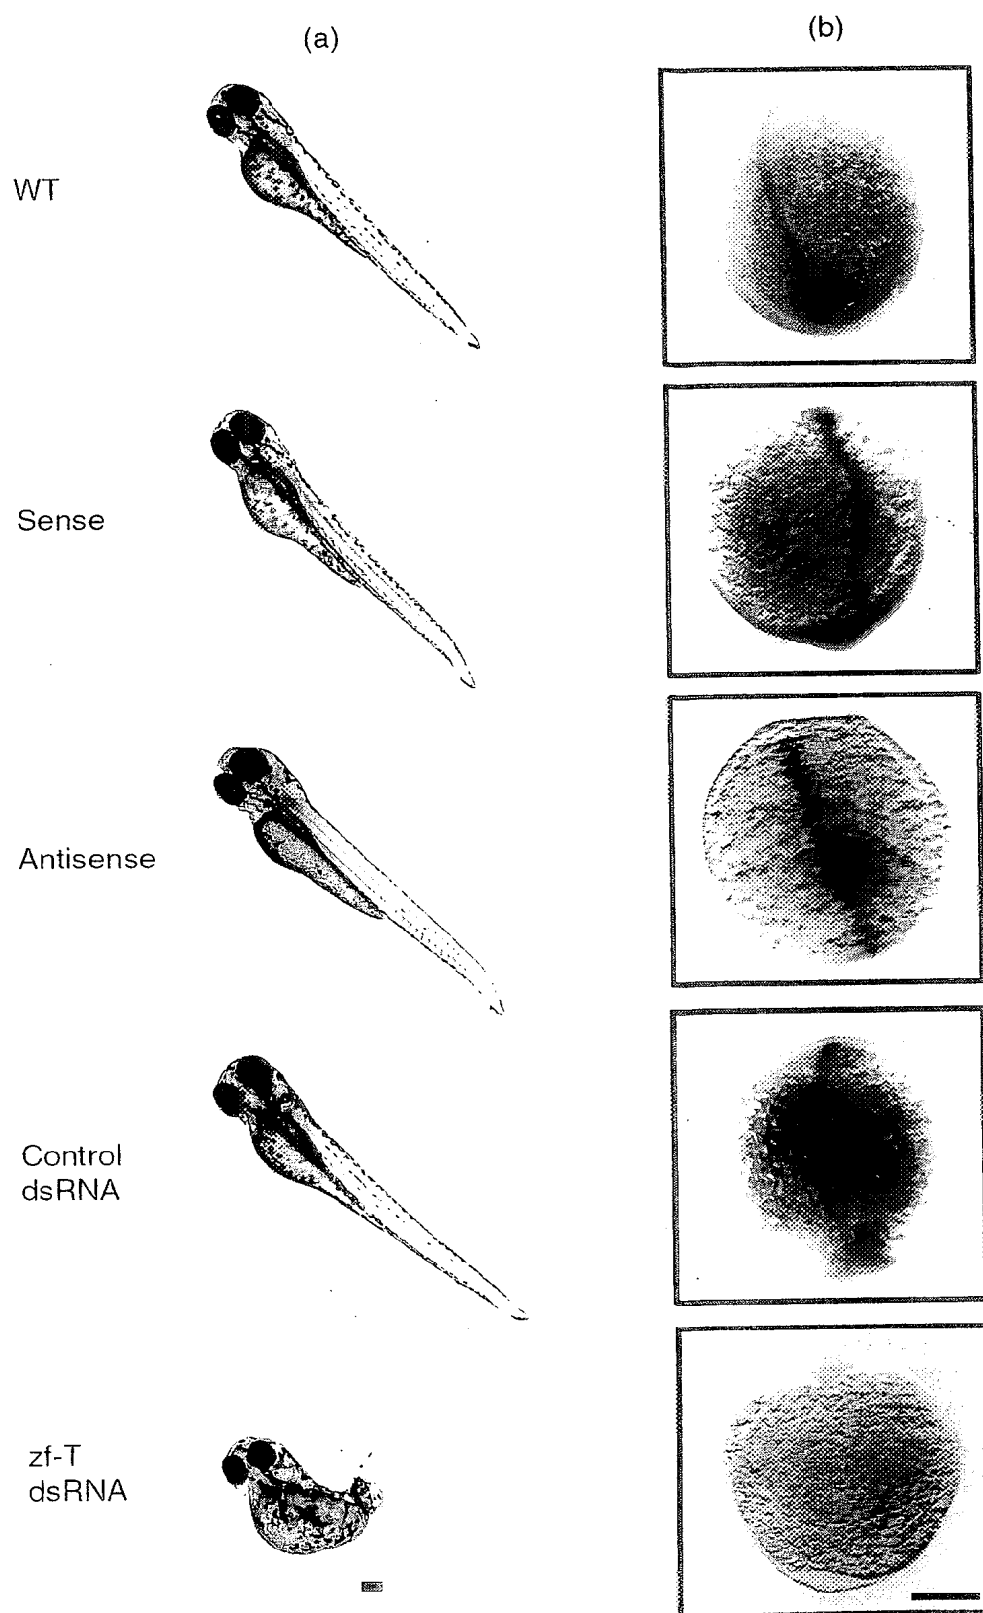 (a)
(b)
WT
Sense
Antisense
Control
dsRNA
zf-T
dsRNA